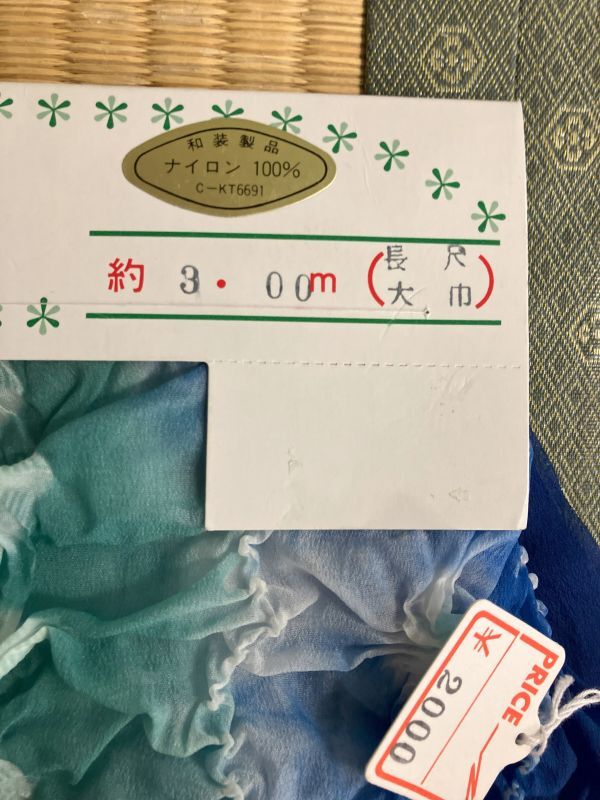 和装製品
ナイロン 100%
C-KT6691
約 3.00m (長尺大巾)
PRICE
¥2000